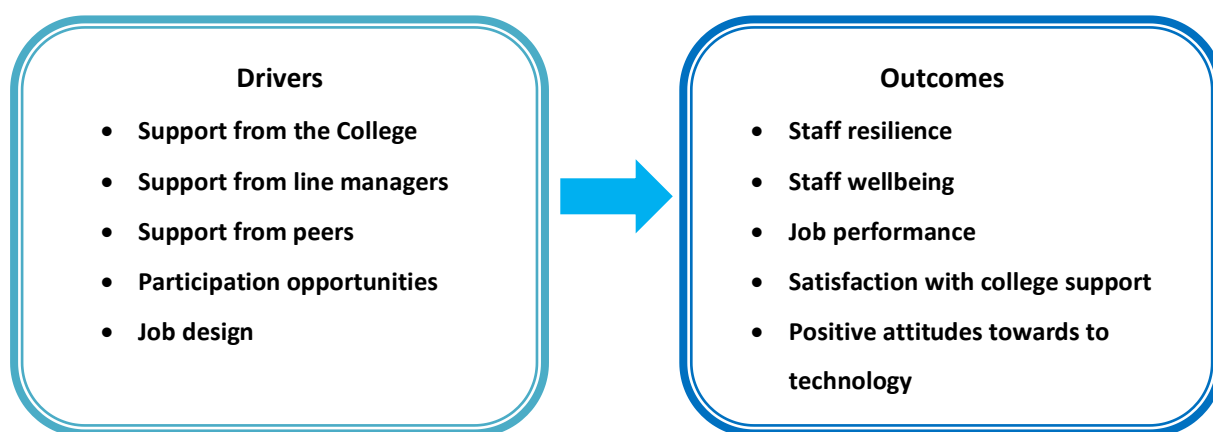 Drivers
• Support from the College
• Support from line managers
• Support from peers
• Participation opportunities
• Job design
Outcomes
• Staff resilience
• Staff wellbeing
• Job performance
• Satisfaction with college support
• Positive attitudes towards to
technology